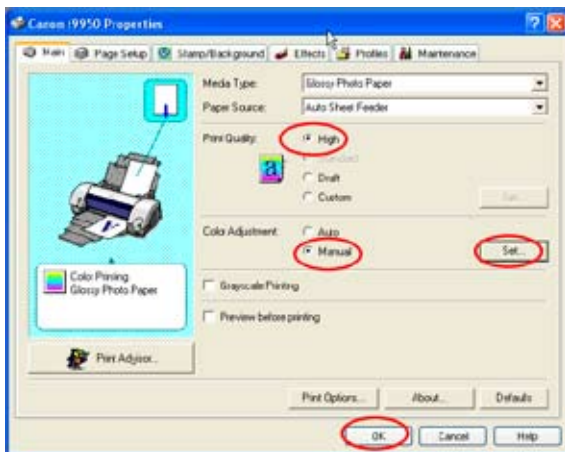 Canon i9950 Properties
Main Page Setup Stamp/Background Effects Profiles Maintenance
Media Type: Glossy Photo Paper
Paper Source: Auto Sheet Feeder
Print Quality: High
Standard
a
Draft
Custom Set...
Color Adjustment: Auto
Manual Set...
Color Printing
Glossy Photo Paper
Grayscale Printing
Preview before printing
Print Advisor...
Print Options... About... Defaults
OK Cancel Help